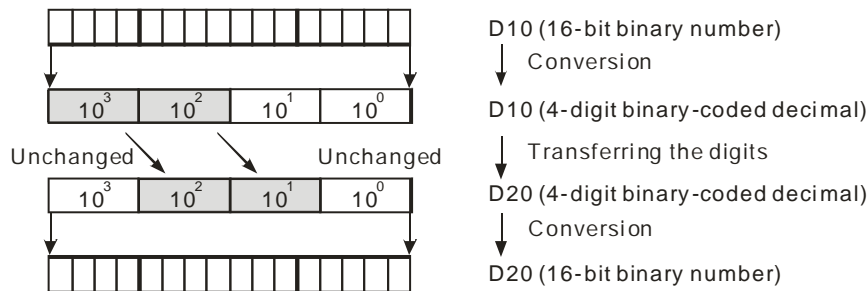 D10 (16-bit binary number)
Conversion
10³ 10² 10¹ 10⁰
D10 (4-digit binary-coded decimal)
Unchanged Unchanged
Transferring the digits
10³ 10² 10¹ 10⁰
D20 (4-digit binary-coded decimal)
Conversion
D20 (16-bit binary number)